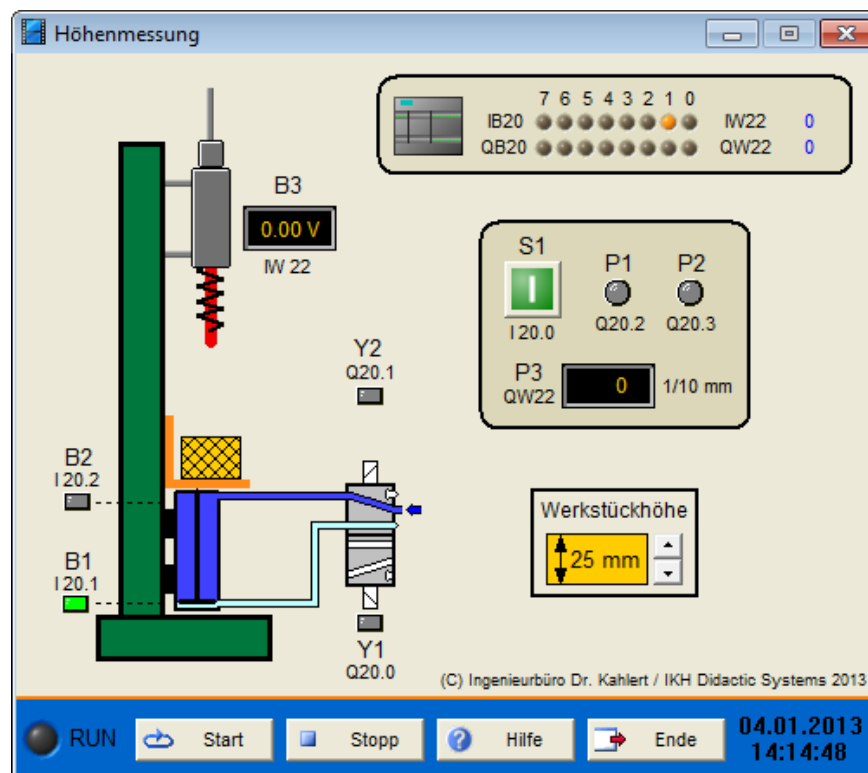 Höhenmessung
7 6 5 4 3 2 1 0
IB20 IW22 0
QB20 QW22 0
B3
0.00 V
IW 22
S1
I 20.0
P1
Q20.2
P2
Q20.3
P3
QW22
0
1/10 mm
Y2
Q20.1
B2
I 20.2
B1
I 20.1
Werkstückhöhe
25 mm
Y1
Q20.0
(C) Ingenieurbüro Dr. Kahlert / IKH Didactic Systems 2013
RUN Start Stopp Hilfe Ende
04.01.2013
14:14:48